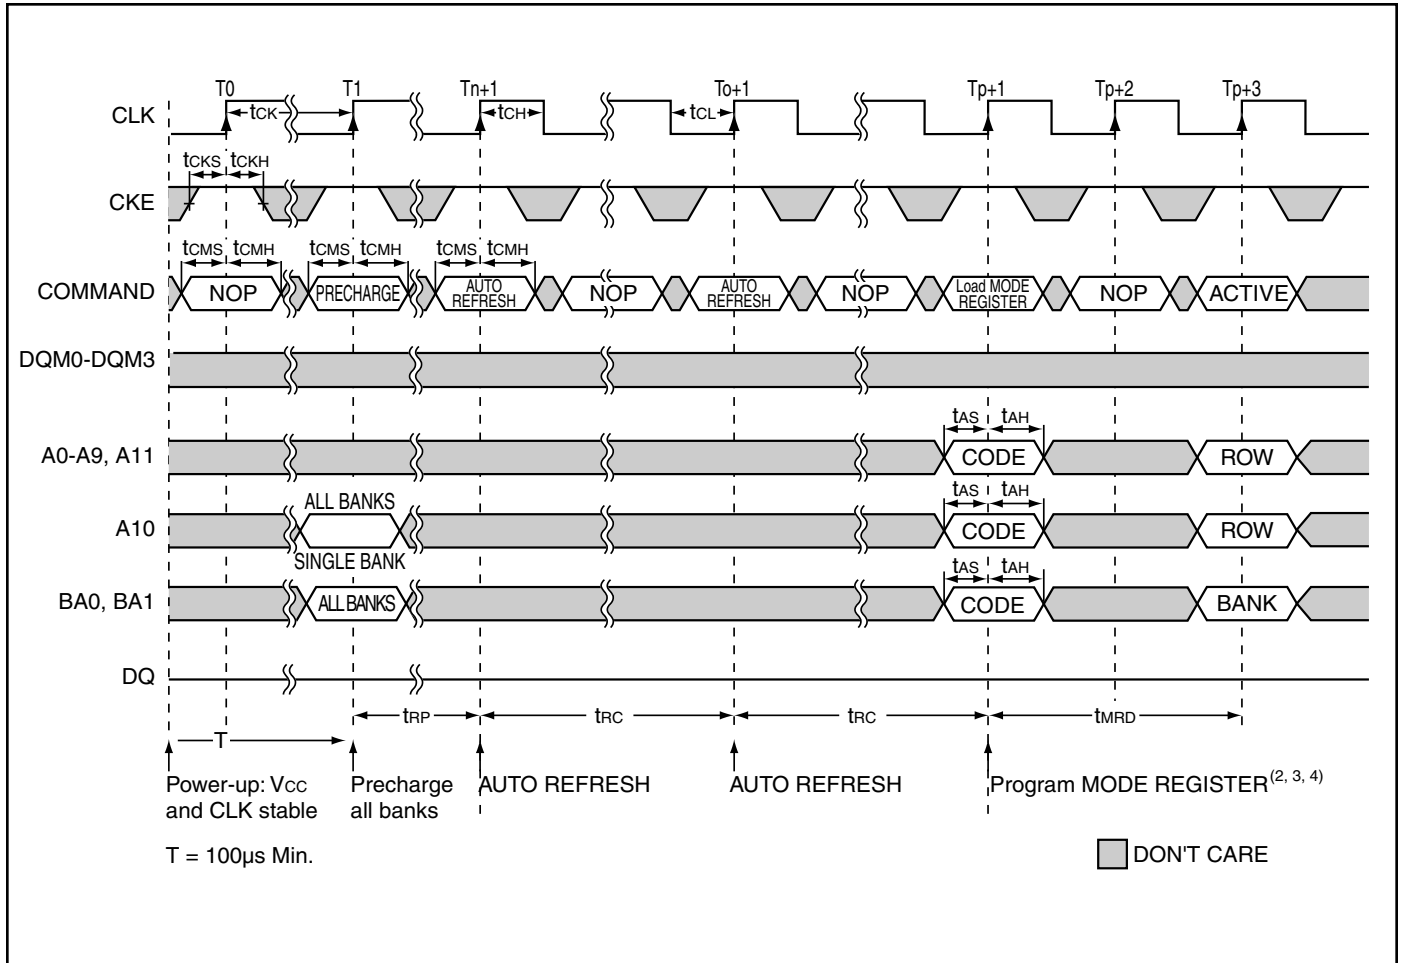 T0 T1 Tn+1 To+1 Tp+1 Tp+2 Tp+3
CLK tCK tCH tCL
tCKS tCKH
CKE
tCMS tCMH tCMS tCMH tCMS tCMH
COMMAND NOP PRECHARGE AUTO REFRESH NOP AUTO REFRESH NOP Load MODE REGISTER NOP ACTIVE
DQM0-DQM3
tAS tAH
A0-A9, A11 CODE ROW
ALL BANKS tAS tAH
A10 CODE ROW
SINGLE BANK tAS tAH
BA0, BA1 ALL BANKS CODE BANK
DQ
tRP tRC tRC tMRD
T
Power-up: VCC Precharge AUTO REFRESH AUTO REFRESH Program MODE REGISTER(2, 3, 4)
and CLK stable all banks
T = 100µs Min. DON'T CARE